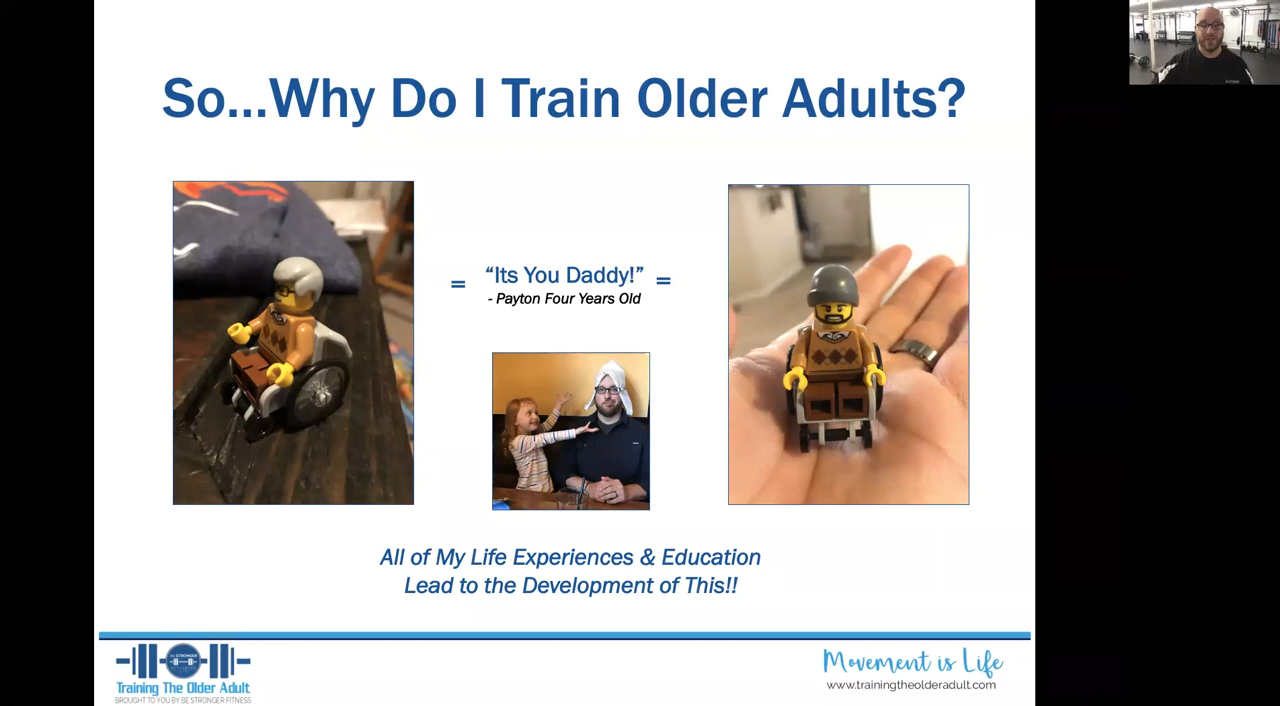 So...Why Do I Train Older Adults?
= “Its You Daddy!” =
- Payton Four Years Old
All of My Life Experiences & Education
Lead to the Development of This!!
Training The Older Adult
BROUGHT TO YOU BY BE STRONGER FITNESS
Movement is Life
www.trainingtheolderadult.com